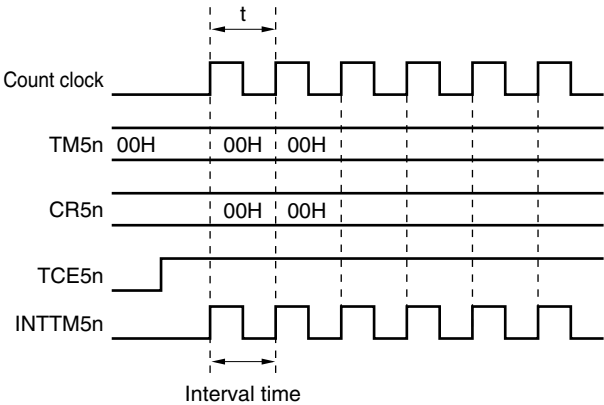 t
Count clock
TM5n 00H 00H 00H
CR5n 00H 00H
TCE5n
INTTM5n
Interval time